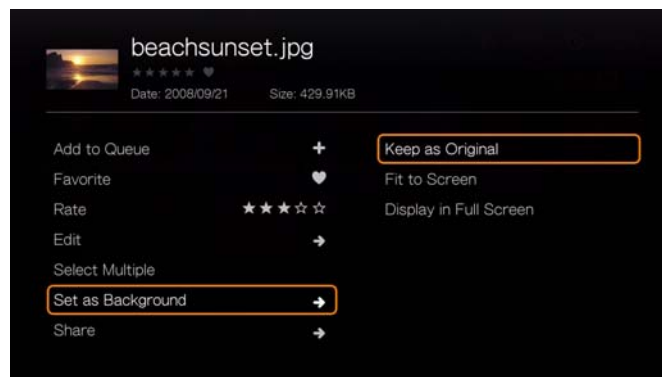 beachsunset.jpg
Date: 2008/09/21 Size: 429.91KB
Add to Queue
Favorite
Rate
Edit
Select Multiple
Set as Background
Share
Keep as Original
Fit to Screen
Display in Full Screen